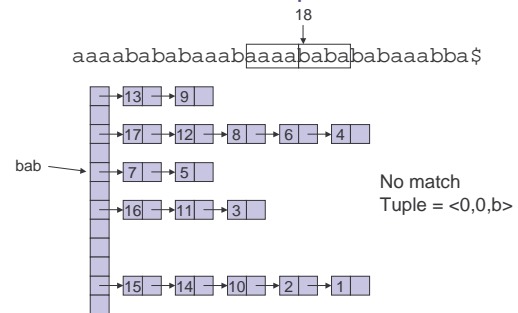 18
aaaabababaaabaaaababababaaabba$
13 9
17 12 8 6 4
bab 7 5
No match
Tuple = <0,0,b>
16 11 3
15 14 10 2 1